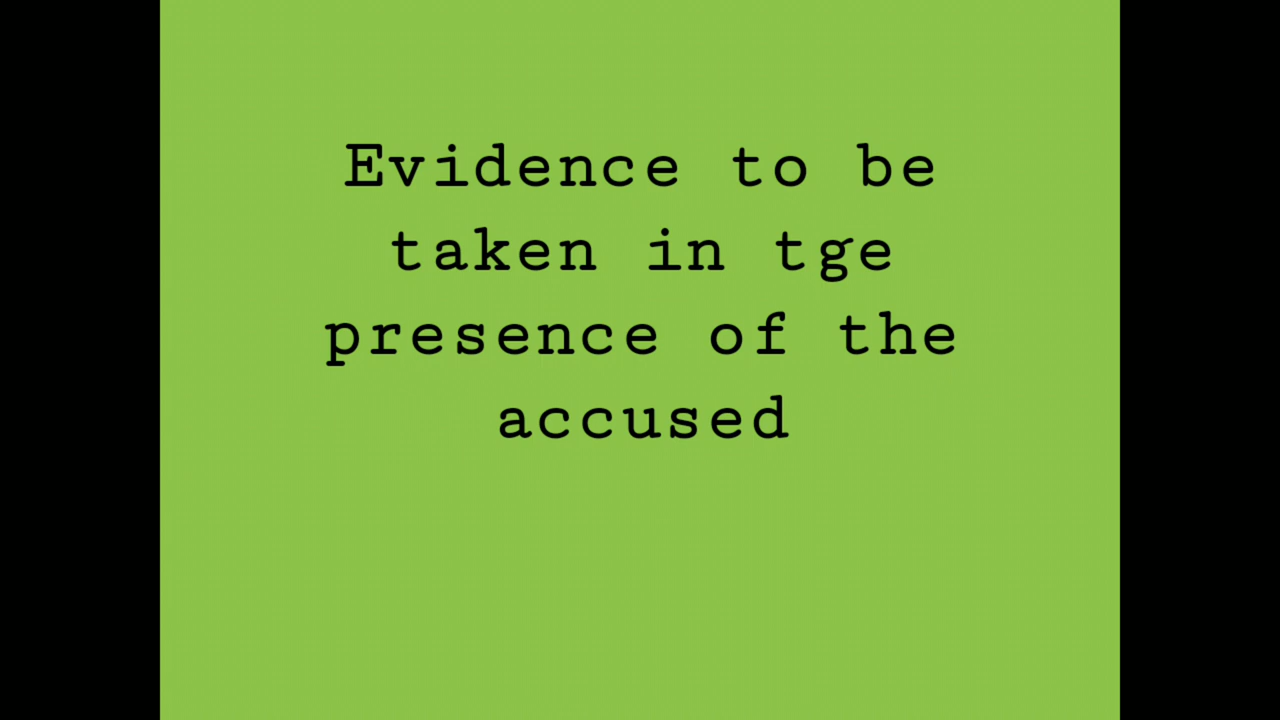 Evidence to be
taken in tge
presence of the
accused